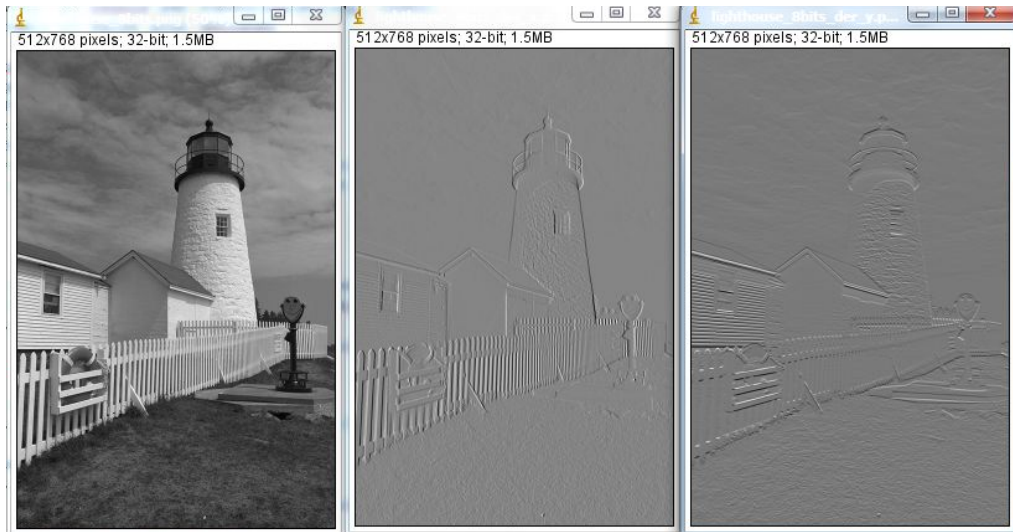 lighthouse_8bits_der_y.p...
512x768 pixels; 32-bit; 1.5MB
512x768 pixels; 32-bit; 1.5MB
512x768 pixels; 32-bit; 1.5MB